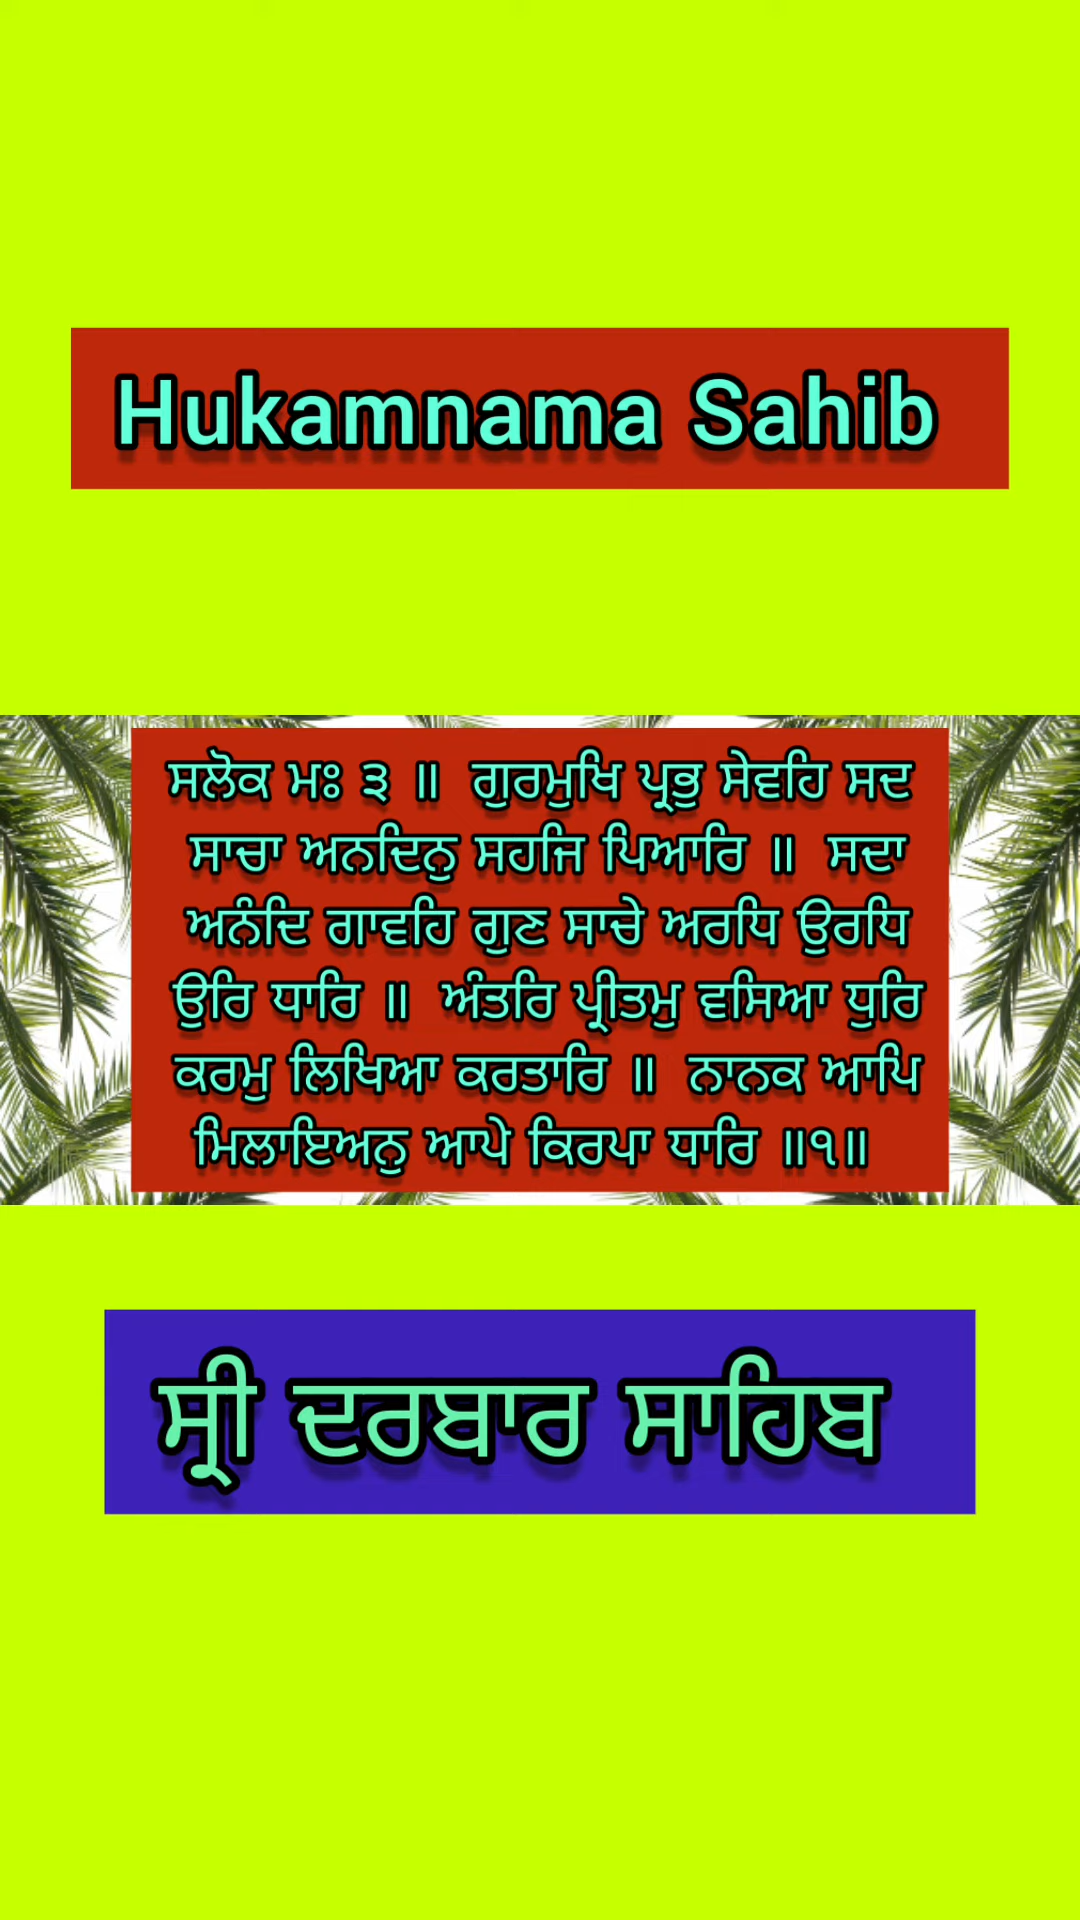 Hukamnama Sahib
ਸਲੋਕ ਮਃ ੩ ॥ ਗੁਰਮੁਖਿ ਪ੍ਰਭੁ ਸੇਵਹਿ ਸਦ
ਸਾਚਾ ਅਨਦਿਨੁ ਸਹਜਿ ਪਿਆਰਿ ॥ ਸਦਾ
ਅਨੰਦਿ ਗਾਵਹਿ ਗੁਣ ਸਾਚੇ ਅਰਧਿ ਉਰਧਿ
ਉਰਿ ਧਾਰਿ ॥ ਅੰਤਰਿ ਪ੍ਰੀਤਮੁ ਵਸਿਆ ਧੁਰਿ
ਕਰਮੁ ਲਿਖਿਆ ਕਰਤਾਰਿ ॥ ਨਾਨਕ ਆਪਿ
ਮਿਲਾਇਅਨੁ ਆਪੇ ਕਿਰਪਾ ਧਾਰਿ ॥੧॥
ਸ੍ਰੀ ਦਰਬਾਰ ਸਾਹਿਬ